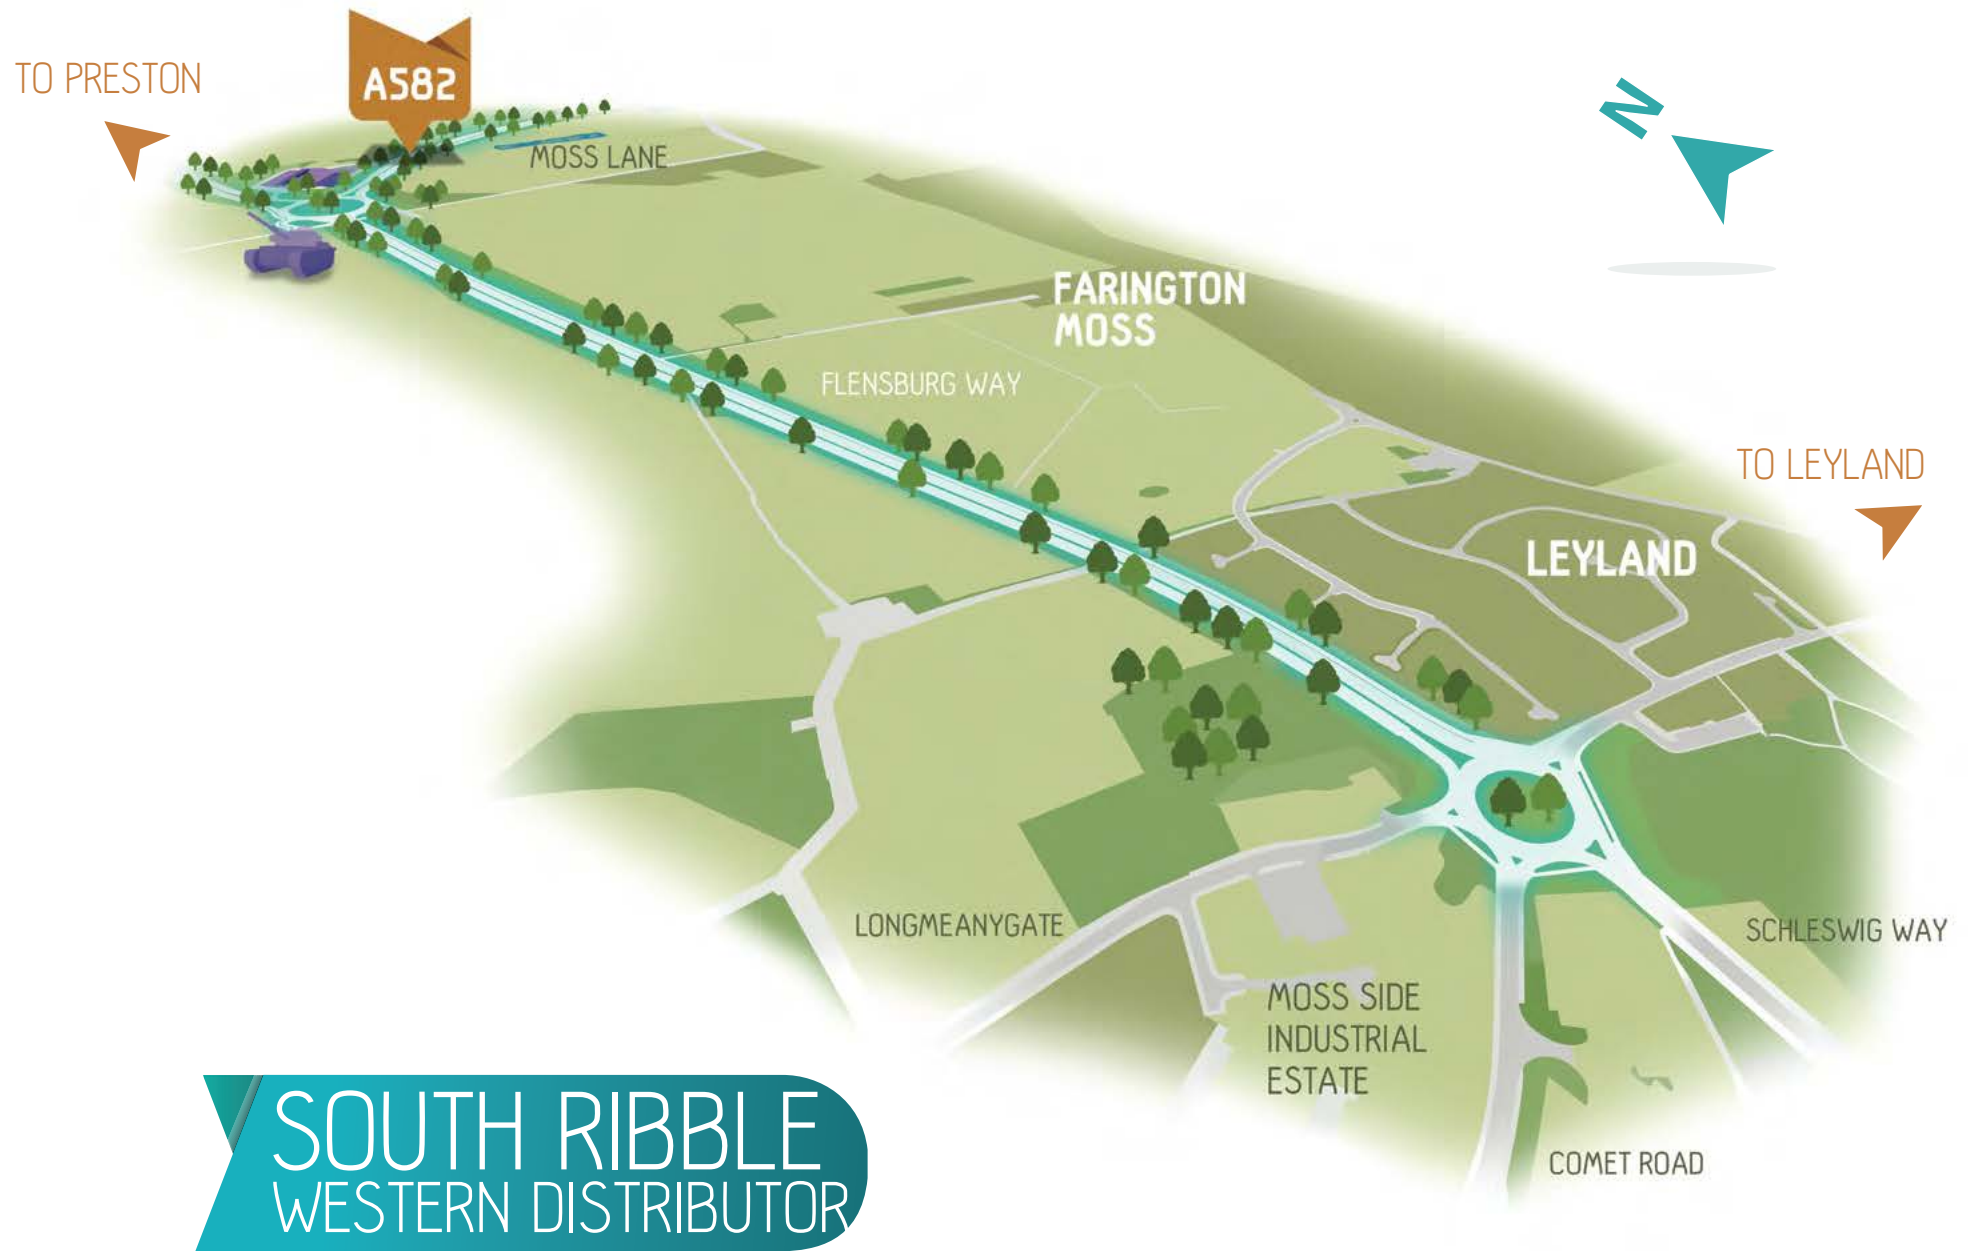 TO PRESTON
A582
N
MOSS LANE
FARINGTON
MOSS
FLENSBURG WAY
TO LEYLAND
LEYLAND
LONGMEANYGATE
SCHLESWIG WAY
MOSS SIDE
INDUSTRIAL
ESTATE
COMET ROAD
SOUTH RIBBLE
WESTERN DISTRIBUTOR